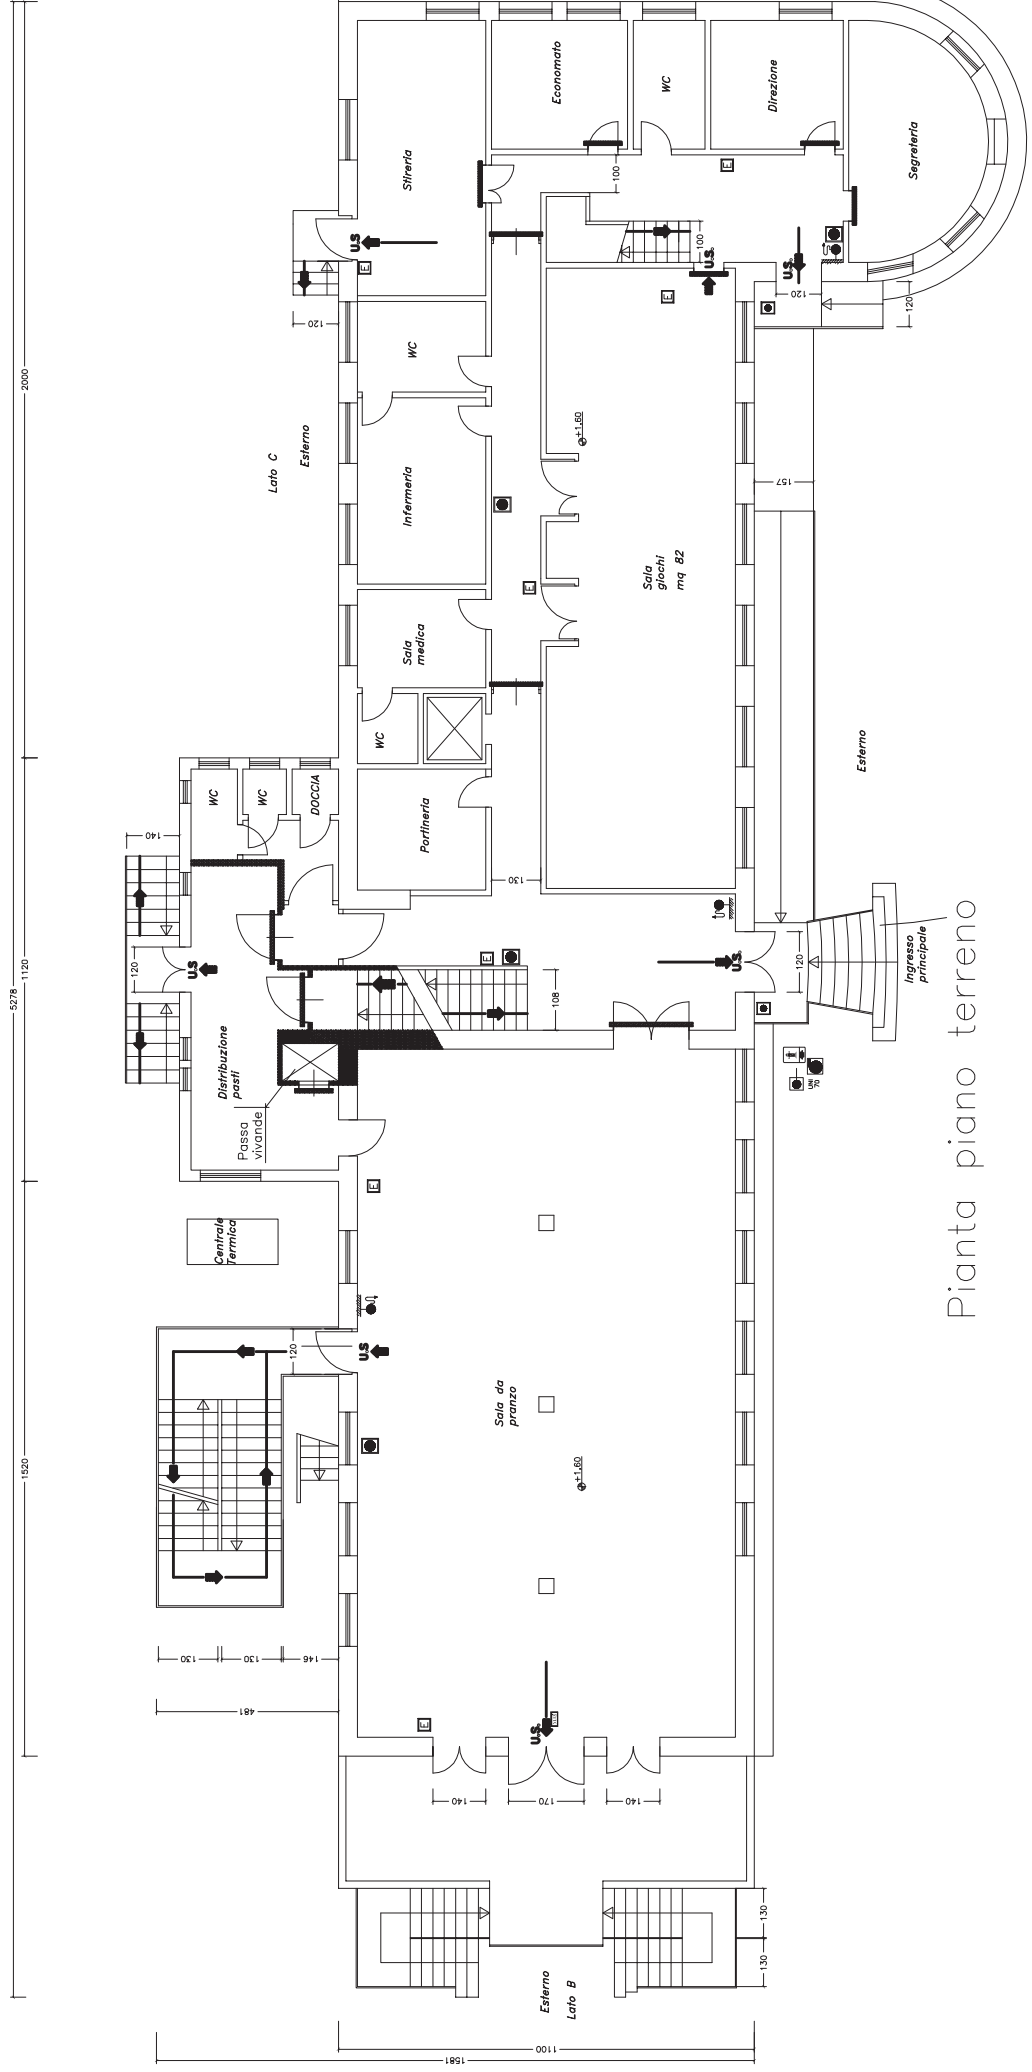 Pianta piano terreno
Economato
WC
Direzione
Segreteria
Stireria
100
100
U.S
U.S.
U.S.
E
E
E
120
120
120
2000
WC
Lato C
Esterno
Infermeria
+1.60
157
Sala
giochi
mq 82
E
Sala
medica
WC
Esterno
WC
WC
DOCCIA
Portineria
140
130
120
U.S
1120
5278
E
U.S.
120
Ingresso
principale
108
Distribuzione
pasti
Passa
vivande
UNI
70
E
Centrale
Termica
120
U.S
Sala da
pranzo
+1.60
1520
130
130
146
481
E
U.S.
140
170
140
130
130
Esterno
Lato B
1100
1581